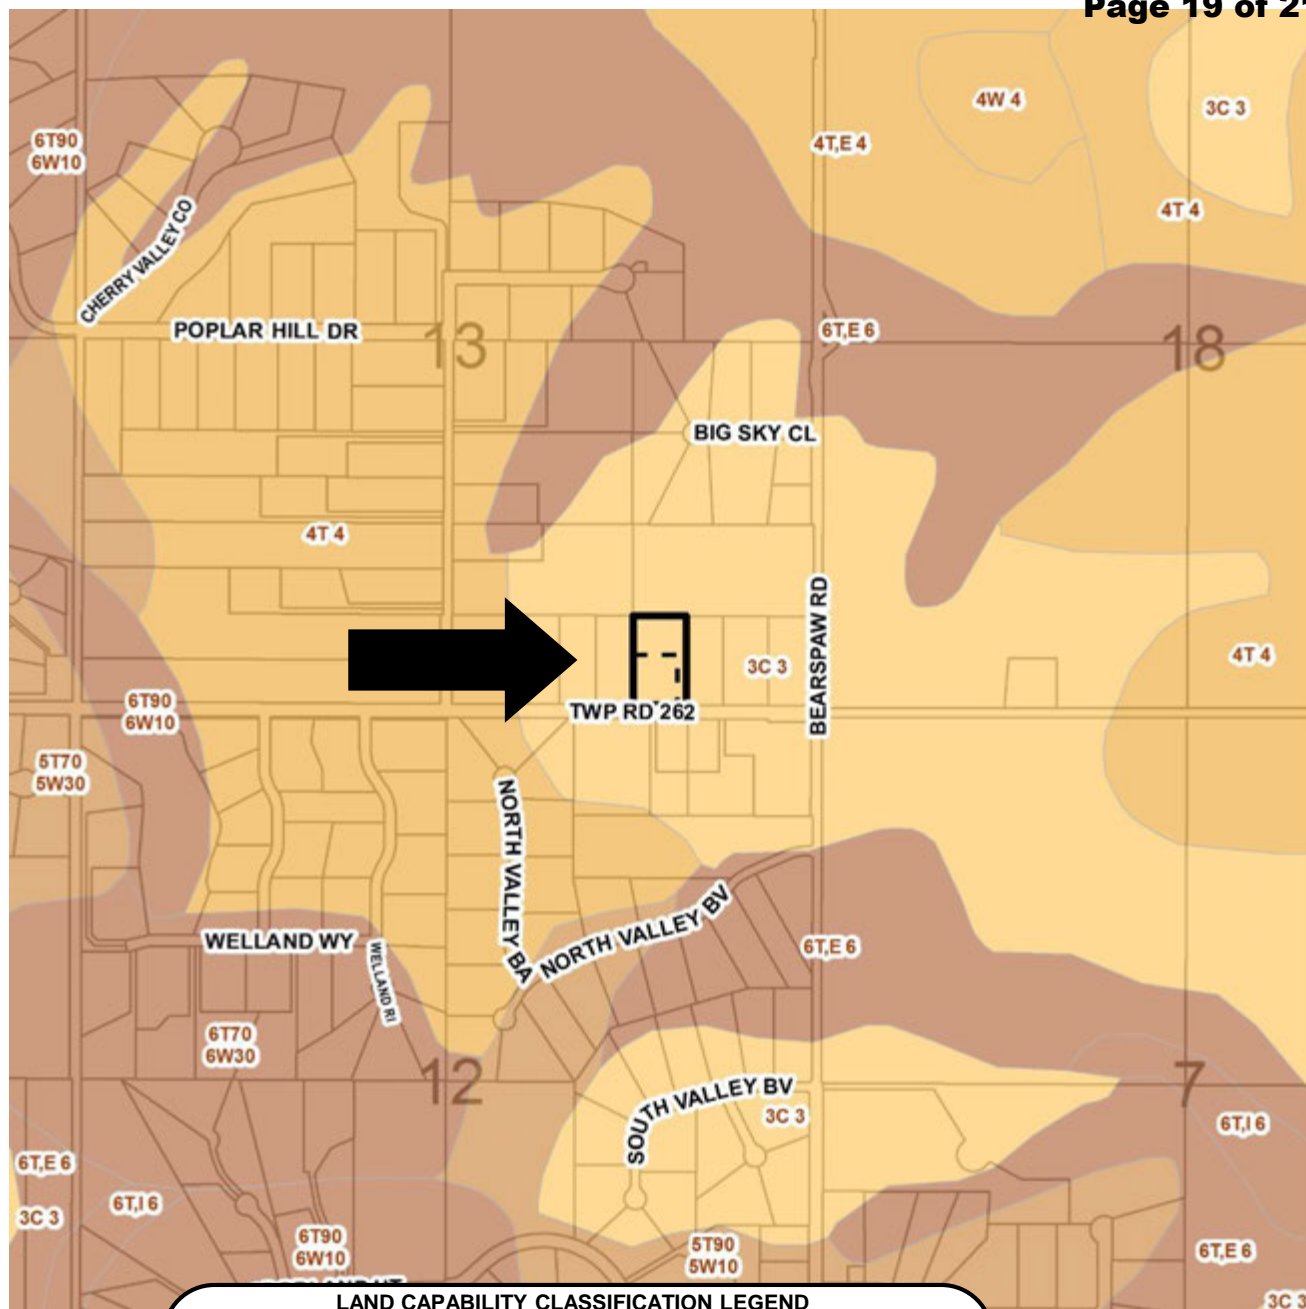 Page 19 of 2
4W 4
3C 3
4T,E 4
6T90
6W10
4T 4
CHERRY VALLEY CO
POPLAR HILL DR
13
6T,E 6
18
BIG SKY CL
4T 4
BEARSPAW RD
3C 3
4T 4
6T90
6W10
TWP RD 262
5T70
5W30
NORTH VALLEY BA
NORTH VALLEY BV
WELLAND WY
WELLAND RI
6T,E 6
6T70
6W30
12
7
SOUTH VALLEY BV
3C 3
6T,I 6
6T,E 6
6T,I 6
3C 3
6T90
6W10
5T90
5W10
6T,E 6
3C 3
LAND CAPABILITY CLASSIFICATION LEGEND